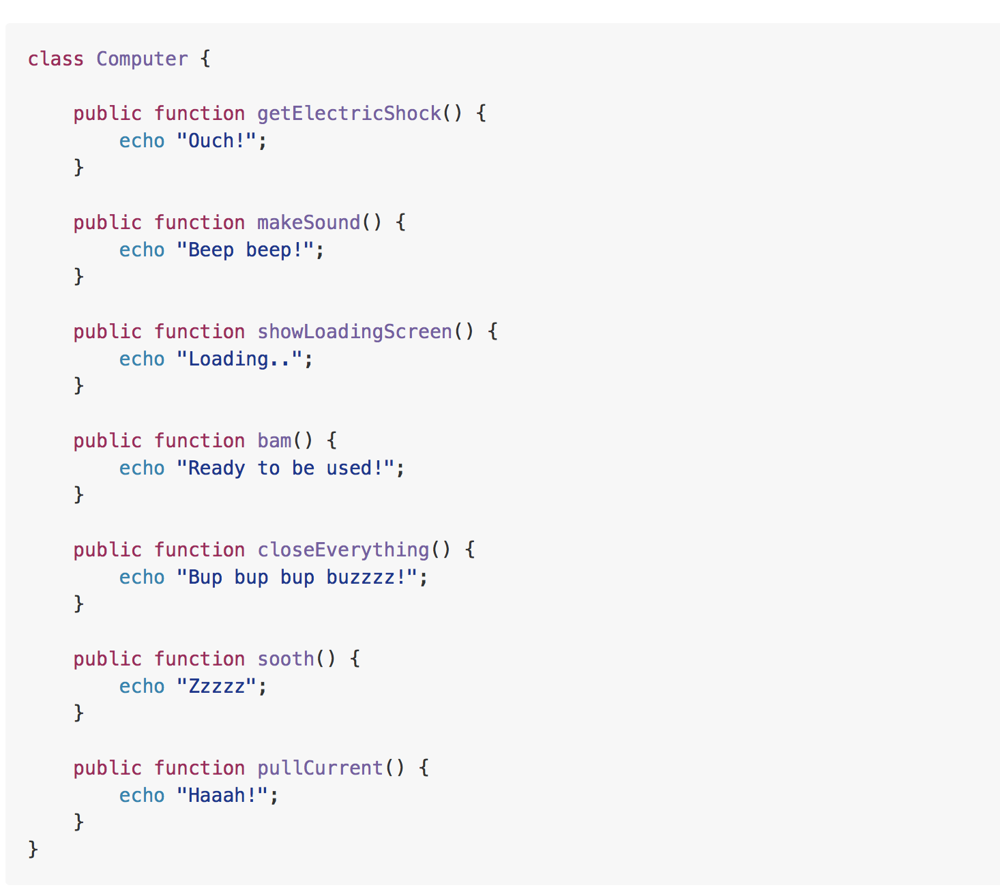 class Computer {
    public function getElectricShock() {
        echo "Ouch!";
    }
    public function makeSound() {
        echo "Beep beep!";
    }
    public function showLoadingScreen() {
        echo "Loading..";
    }
    public function bam() {
        echo "Ready to be used!";
    }
    public function closeEverything() {
        echo "Bup bup bup buzzzz!";
    }
    public function sooth() {
        echo "Zzzzz";
    }
    public function pullCurrent() {
        echo "Haaah!";
    }
}